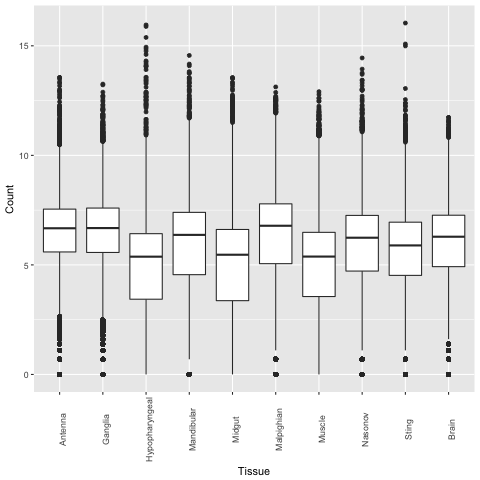 15
10
5
0
Count
Antenna
Ganglia
Hypopharyngeal
Mandibular
Midgut
Malpighian
Muscle
Nasonov
Sting
Brain
Tissue